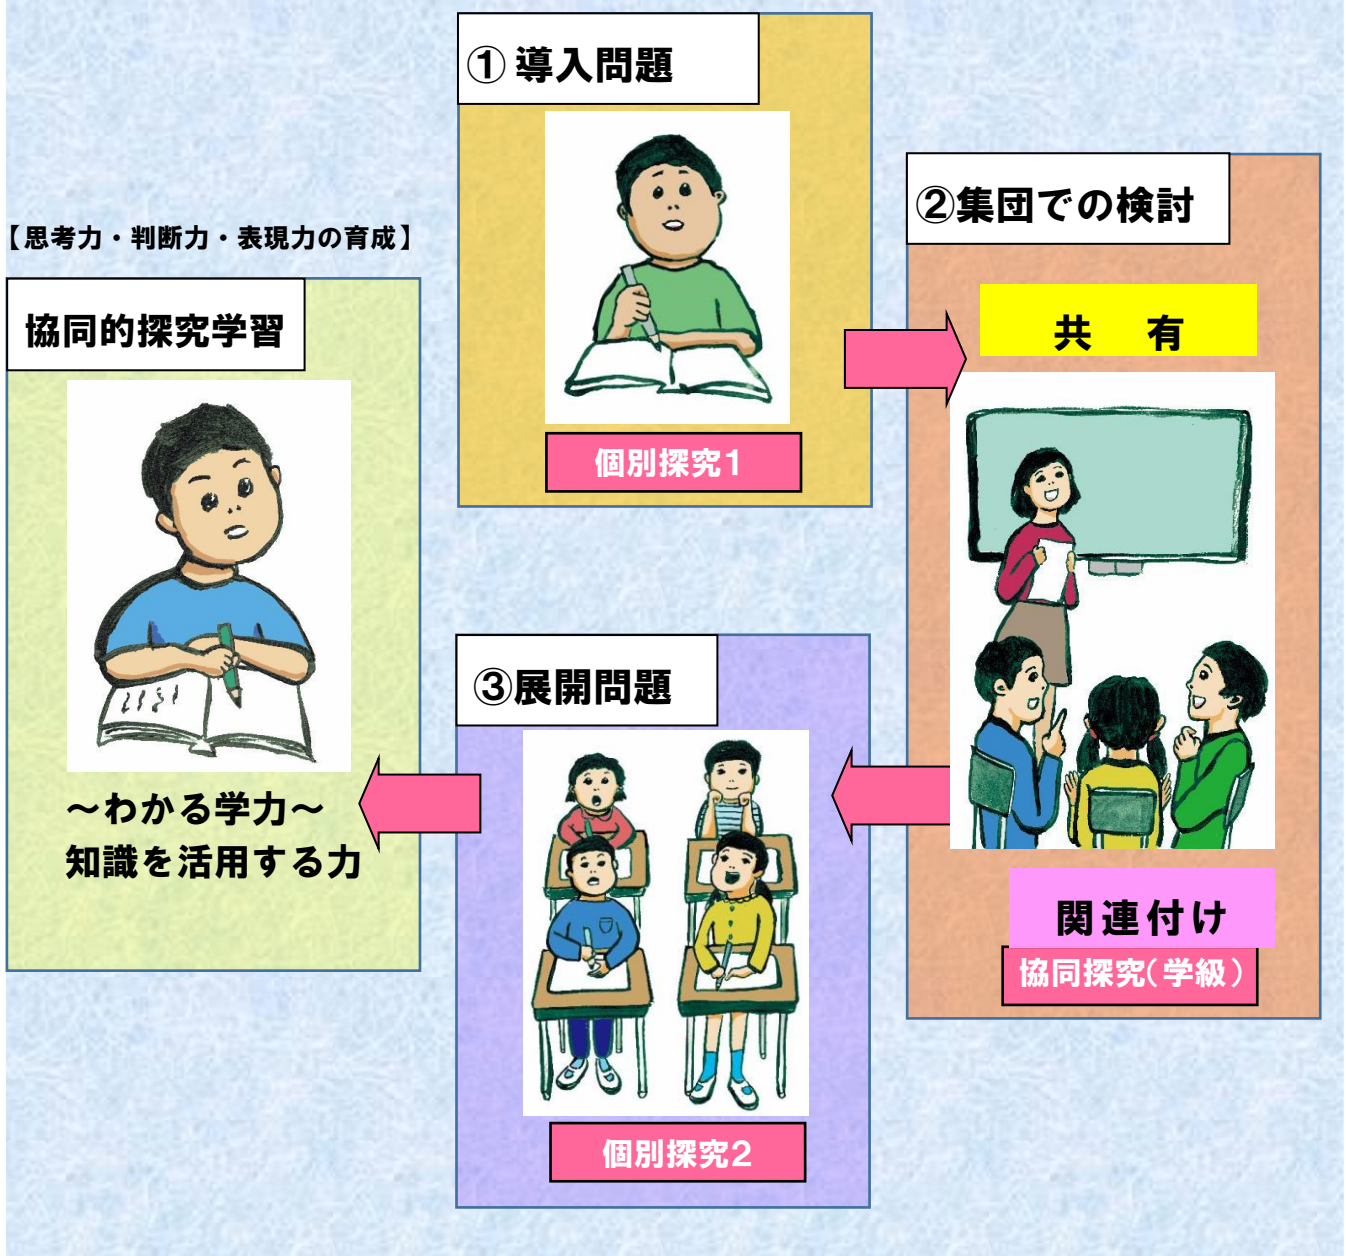 ①導入問題
個別探究1
②集団での検討
共　有
関連付け
協同探究(学級)
③展開問題
個別探究2
【思考力・判断力・表現力の育成】
協同的探究学習
～わかる学力～
知識を活用する力